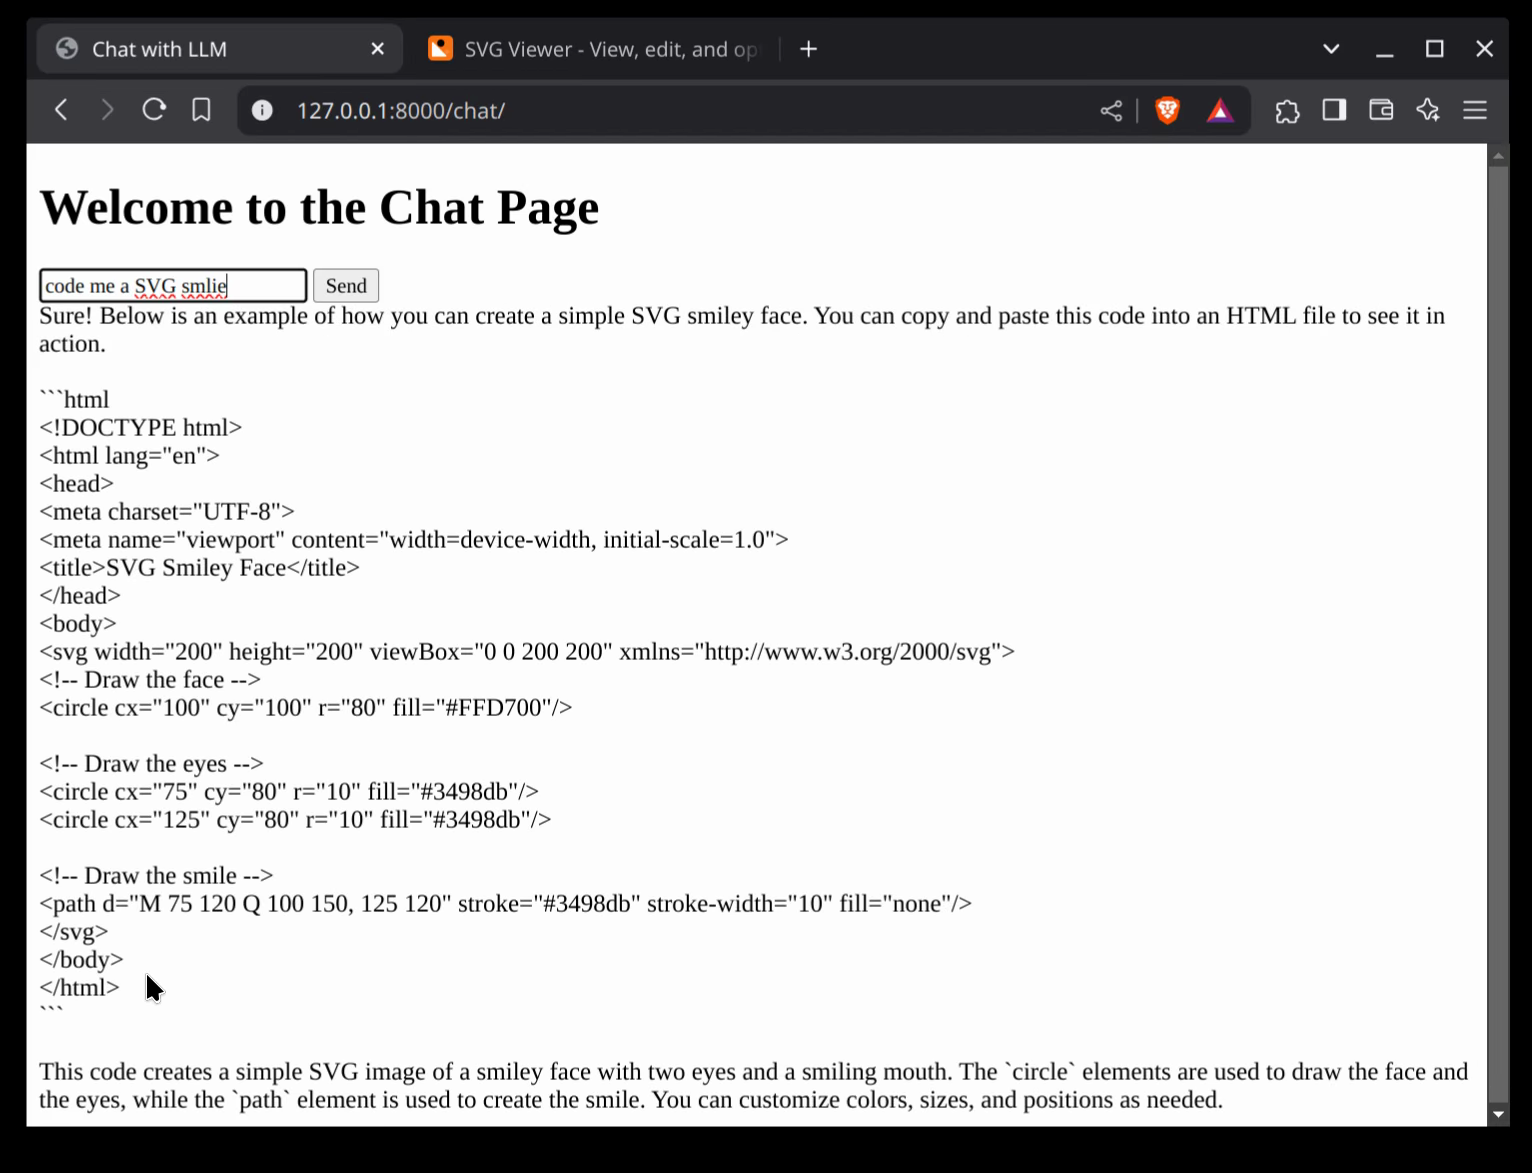 Chat with LLM
SVG Viewer - View, edit, and op
127.0.0.1:8000/chat/
Welcome to the Chat Page
code me a SVG smlie
Send
Sure! Below is an example of how you can create a simple SVG smiley face. You can copy and paste this code into an HTML file to see it in
action.
```html
<!DOCTYPE html>
<html lang="en">
<head>
<meta charset="UTF-8">
<meta name="viewport" content="width=device-width, initial-scale=1.0">
<title>SVG Smiley Face</title>
</head>
<body>
<svg width="200" height="200" viewBox="0 0 200 200" xmlns="http://www.w3.org/2000/svg">
<!-- Draw the face -->
<circle cx="100" cy="100" r="80" fill="#FFD700"/>
<!-- Draw the eyes -->
<circle cx="75" cy="80" r="10" fill="#3498db"/>
<circle cx="125" cy="80" r="10" fill="#3498db"/>
<!-- Draw the smile -->
<path d="M 75 120 Q 100 150, 125 120" stroke="#3498db" stroke-width="10" fill="none"/>
</svg>
</body>
</html>
```
This code creates a simple SVG image of a smiley face with two eyes and a smiling mouth. The `circle` elements are used to draw the face and
the eyes, while the `path` element is used to create the smile. You can customize colors, sizes, and positions as needed.